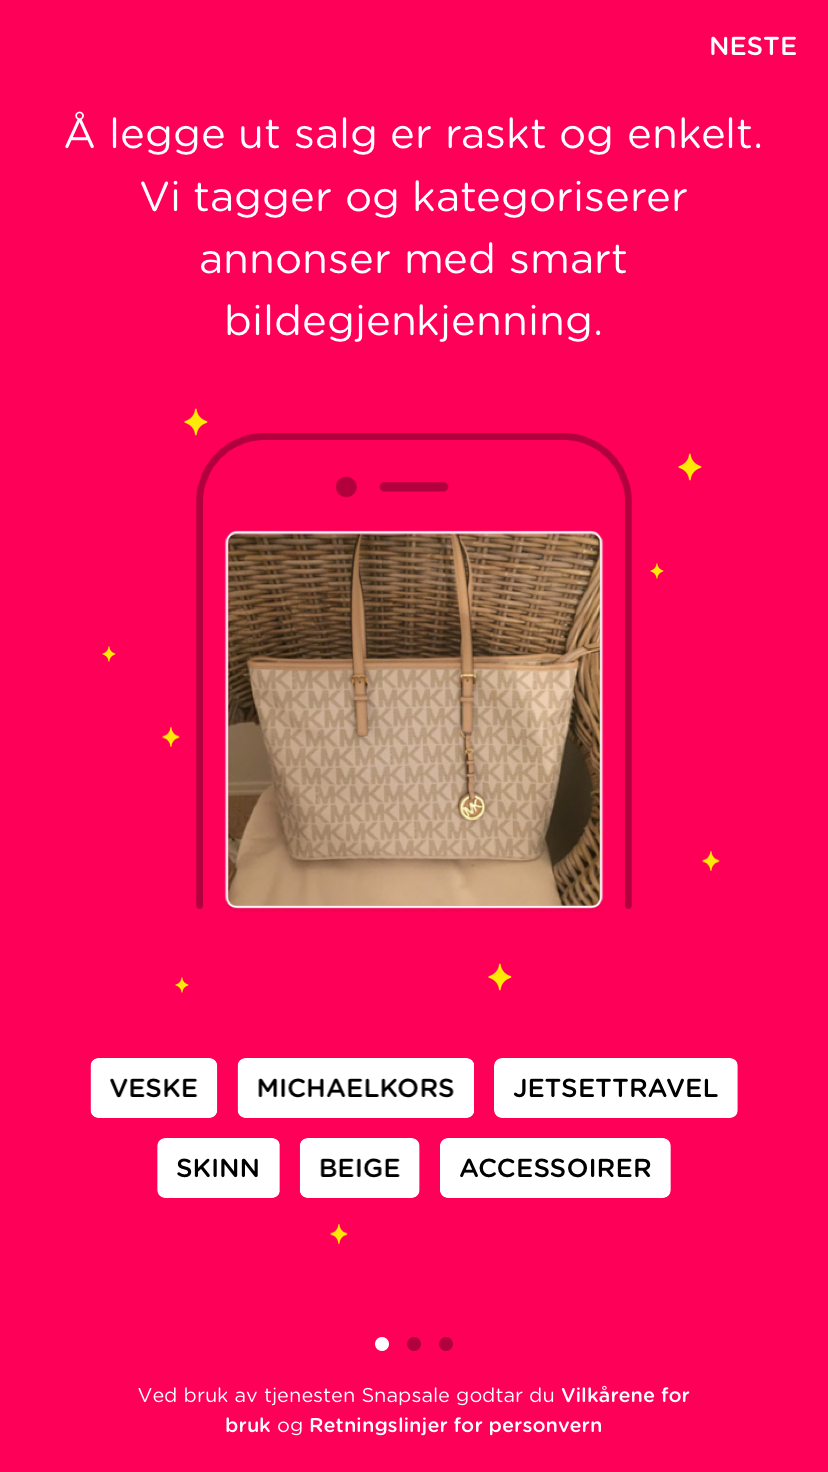 NESTE
Å legge ut salg er raskt og enkelt.
Vi tagger og kategoriserer
annonser med smart
bildegjenkjenning.
MK
VESKE MICHAELKORS JETSETTRAVEL
SKINN BEIGE ACCESSOIRER
Ved bruk av tjenesten Snapsale godtar du Vilkårene for
bruk og Retningslinjer for personvern